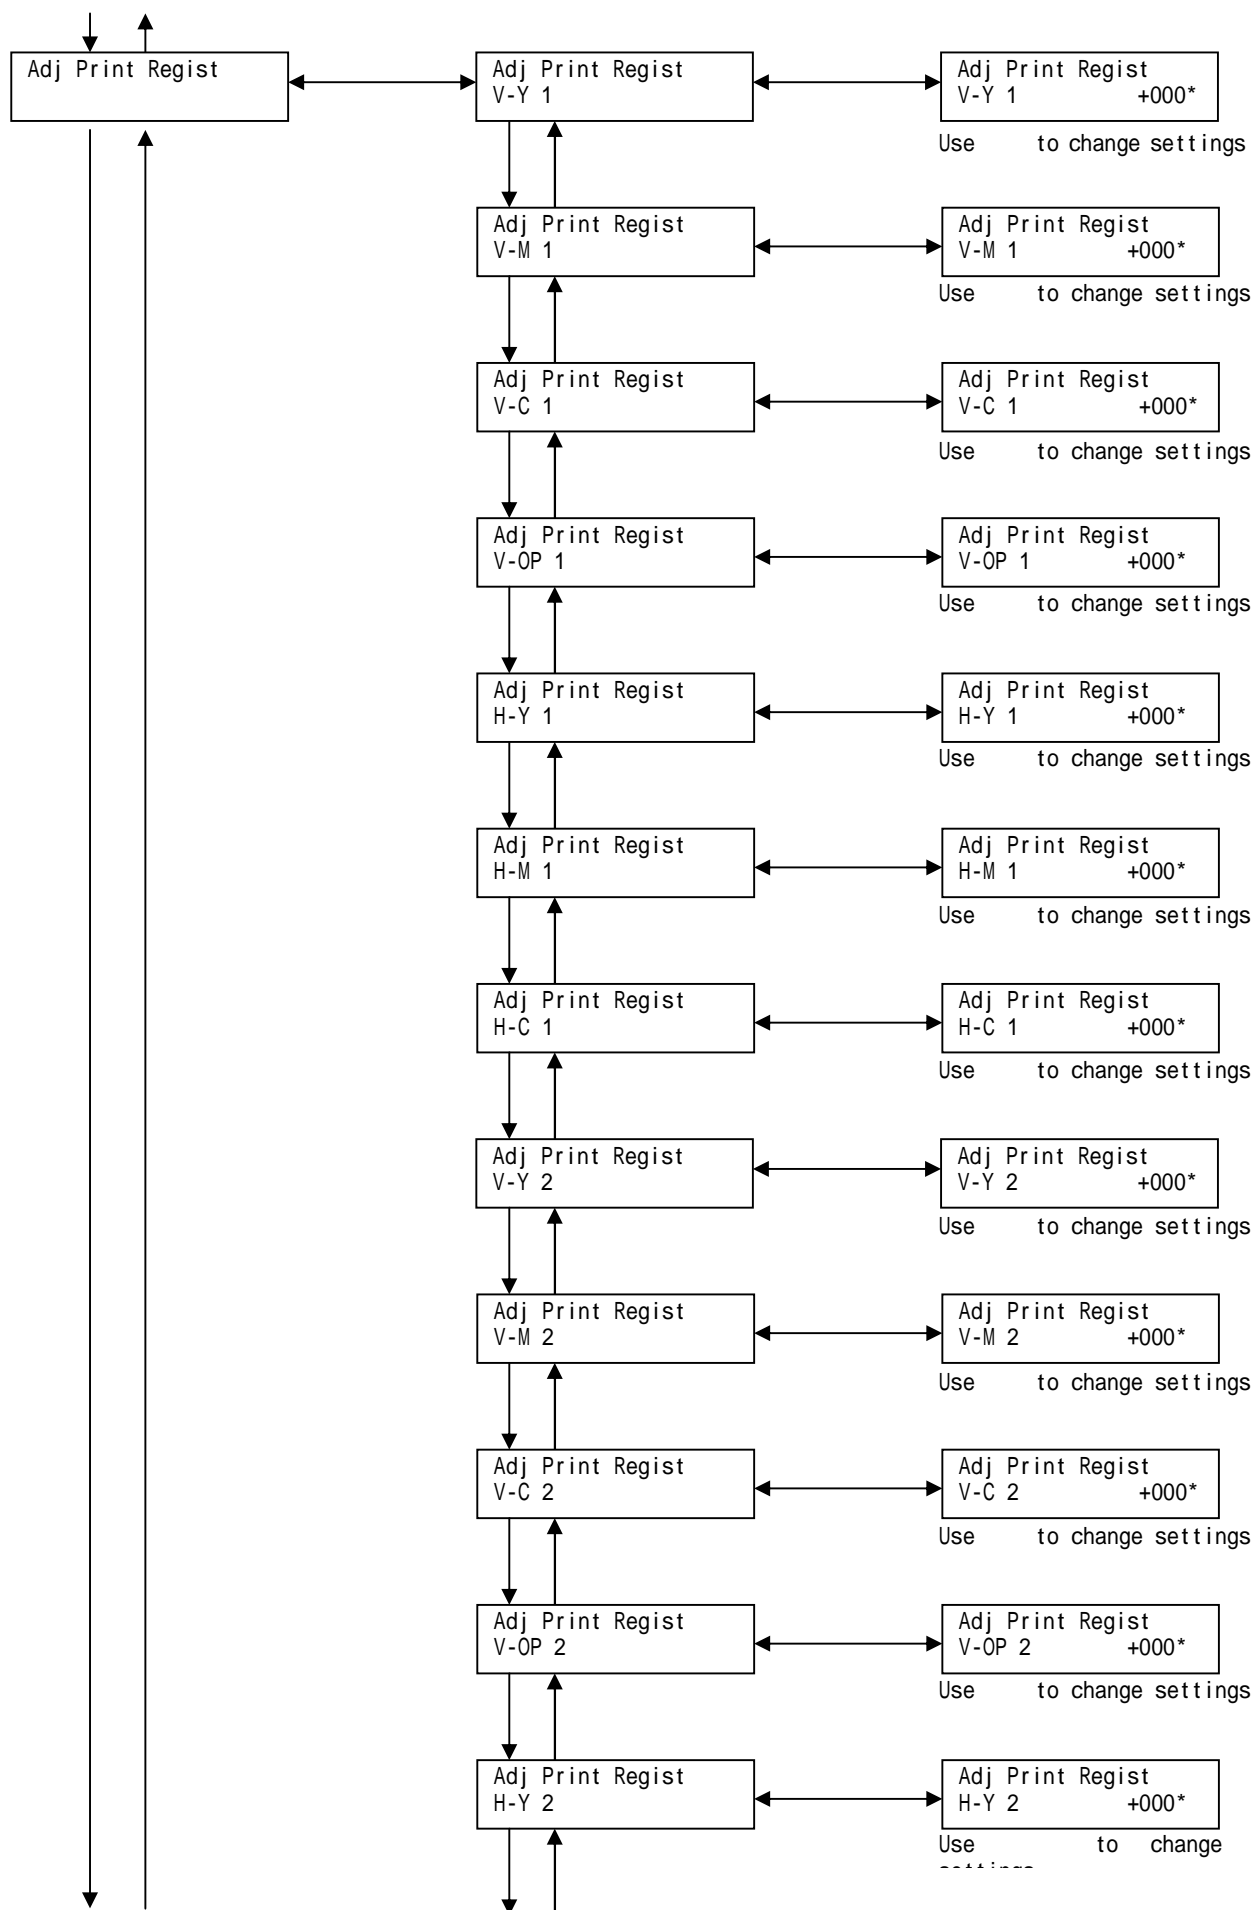 Adj Print Regist
Adj Print Regist
V-Y 1
Adj Print Regist
V-Y 1 +000*
Use to change settings
Adj Print Regist
V-M 1
Adj Print Regist
V-M 1 +000*
Use to change settings
Adj Print Regist
V-C 1
Adj Print Regist
V-C 1 +000*
Use to change settings
Adj Print Regist
V-OP 1
Adj Print Regist
V-OP 1 +000*
Use to change settings
Adj Print Regist
H-Y 1
Adj Print Regist
H-Y 1 +000*
Use to change settings
Adj Print Regist
H-M 1
Adj Print Regist
H-M 1 +000*
Use to change settings
Adj Print Regist
H-C 1
Adj Print Regist
H-C 1 +000*
Use to change settings
Adj Print Regist
V-Y 2
Adj Print Regist
V-Y 2 +000*
Use to change settings
Adj Print Regist
V-M 2
Adj Print Regist
V-M 2 +000*
Use to change settings
Adj Print Regist
V-C 2
Adj Print Regist
V-C 2 +000*
Use to change settings
Adj Print Regist
V-OP 2
Adj Print Regist
V-OP 2 +000*
Use to change settings
Adj Print Regist
H-Y 2
Adj Print Regist
H-Y 2 +000*
Use to change